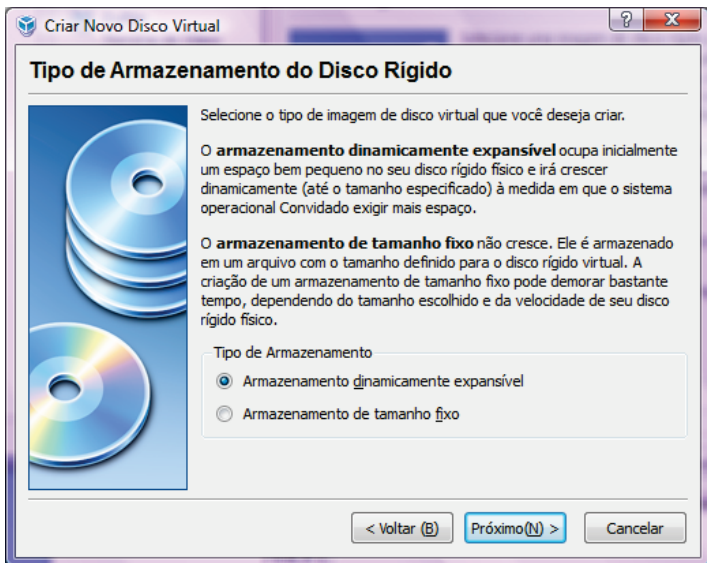 Criar Novo Disco Virtual
Tipo de Armazenamento do Disco Rígido
Selecione o tipo de imagem de disco virtual que você deseja criar.
O armazenamento dinamicamente expansível ocupa inicialmente
um espaço bem pequeno no seu disco rígido físico e irá crescer
dinamicamente (até o tamanho especificado) à medida em que o sistema
operacional Convidado exigir mais espaço.
O armazenamento de tamanho fixo não cresce. Ele é armazenado
em um arquivo com o tamanho definido para o disco rígido virtual. A
criação de um armazenamento de tamanho fixo pode demorar bastante
tempo, dependendo do tamanho escolhido e da velocidade de seu disco
rígido físico.
Tipo de Armazenamento
Armazenamento dinamicamente expansível
Armazenamento de tamanho fixo
< Voltar (B) Próximo(N) > Cancelar